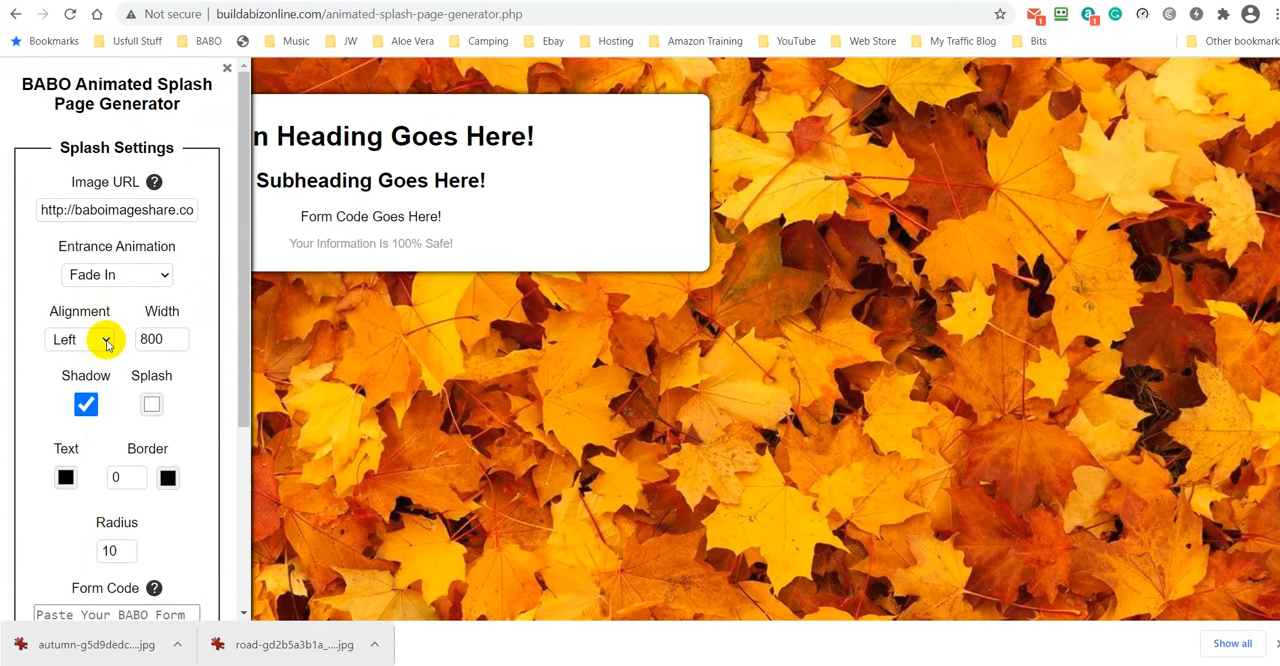 Not secure | buildabizonline.com/animated-splash-page-generator.php
1
1
Bookmarks Usfull Stuff BABO Music JW Aloe Vera Camping Ebay Hosting Amazon Training YouTube Web Store My Traffic Blog Bits Other bookmark
BABO Animated Splash
Page Generator
Splash Settings
Image URL ?
http://baboimageshare.co
Entrance Animation
Fade In
Alignment Width
Left 800
Shadow Splash
Text Border
0
Radius
10
Form Code ?
Paste Your BABO Form
n Heading Goes Here!
Subheading Goes Here!
Form Code Goes Here!
Your Information Is 100% Safe!
autumn-g5d9dedc....jpg road-gd2b5a3b1a_....jpg Show all